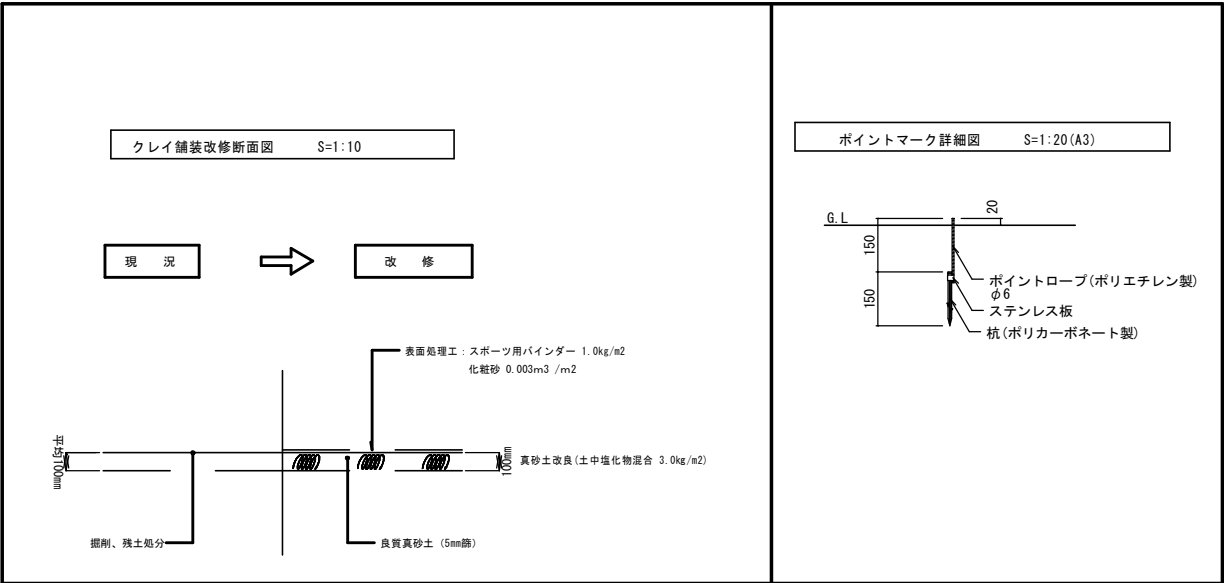 クレイ舗装改修断面図 S=1:10
現 況
改 修
表面処理工：スポーツ用バインダー 1.0kg/m2
化粧砂 0.003m3 /m2
平均100mm
100mm
真砂土改良(土中塩化物混合 3.0kg/m2)
掘削、残土処分
良質真砂土 (5mm篩)
ポイントマーク詳細図 S=1:20(A3)
G.L
20
150
150
ポイントロープ(ポリエチレン製)
φ6
ステンレス板
杭(ポリカーボネート製)